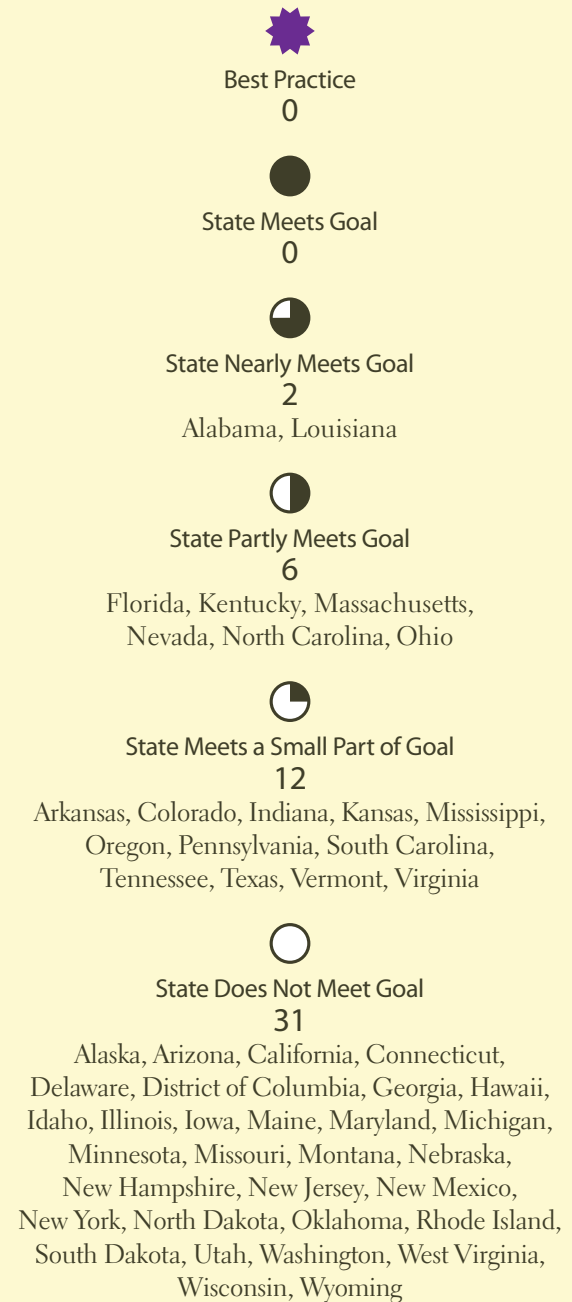 Best Practice
0
State Meets Goal
0
State Nearly Meets Goal
2
Alabama, Louisiana
State Partly Meets Goal
6
Florida, Kentucky, Massachusetts,
Nevada, North Carolina, Ohio
State Meets a Small Part of Goal
12
Arkansas, Colorado, Indiana, Kansas, Mississippi,
Oregon, Pennsylvania, South Carolina,
Tennessee, Texas, Vermont, Virginia
State Does Not Meet Goal
31
Alaska, Arizona, California, Connecticut,
Delaware, District of Columbia, Georgia, Hawaii,
Idaho, Illinois, Iowa, Maine, Maryland, Michigan,
Minnesota, Missouri, Montana, Nebraska,
New Hampshire, New Jersey, New Mexico,
New York, North Dakota, Oklahoma, Rhode Island,
South Dakota, Utah, Washington, West Virginia,
Wisconsin, Wyoming